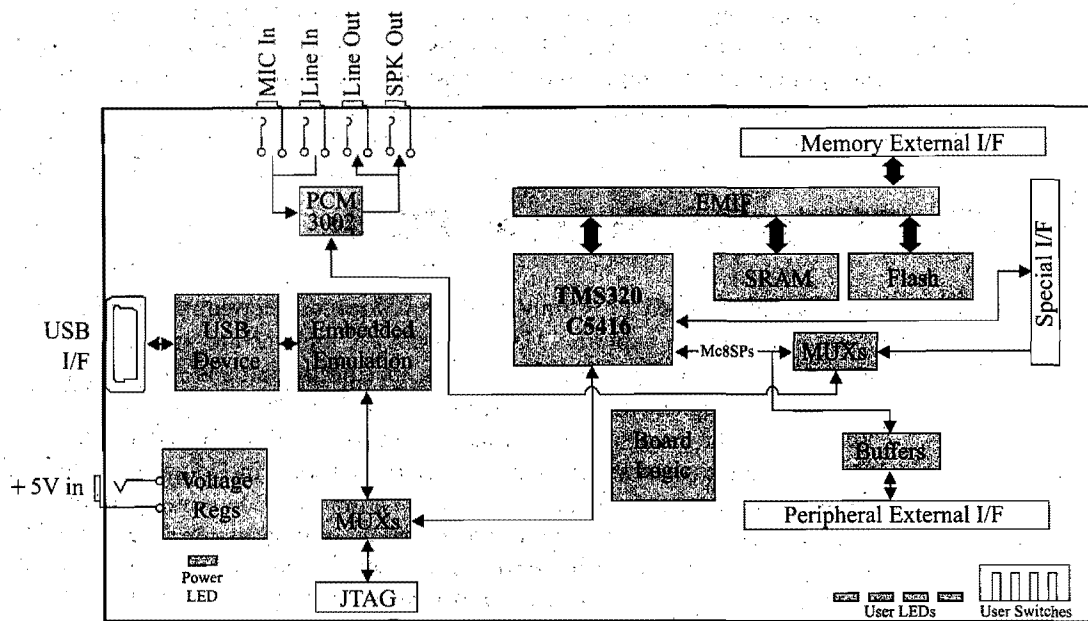 MIC In
Line In
Line Out
SPK Out
Memory External I/F
PCM
3002
EMIF
Special I/F
TMS320
C5416
SRAM
Flash
USB
I/F
USB
Device
Embedded
Emulation
Mc8SPs
MUXs
Board
Logic
Buffers
+5V in
Voltage
Regs
MUXs
Peripheral External I/F
Power
LED
JTAG
User LEDs
User Switches